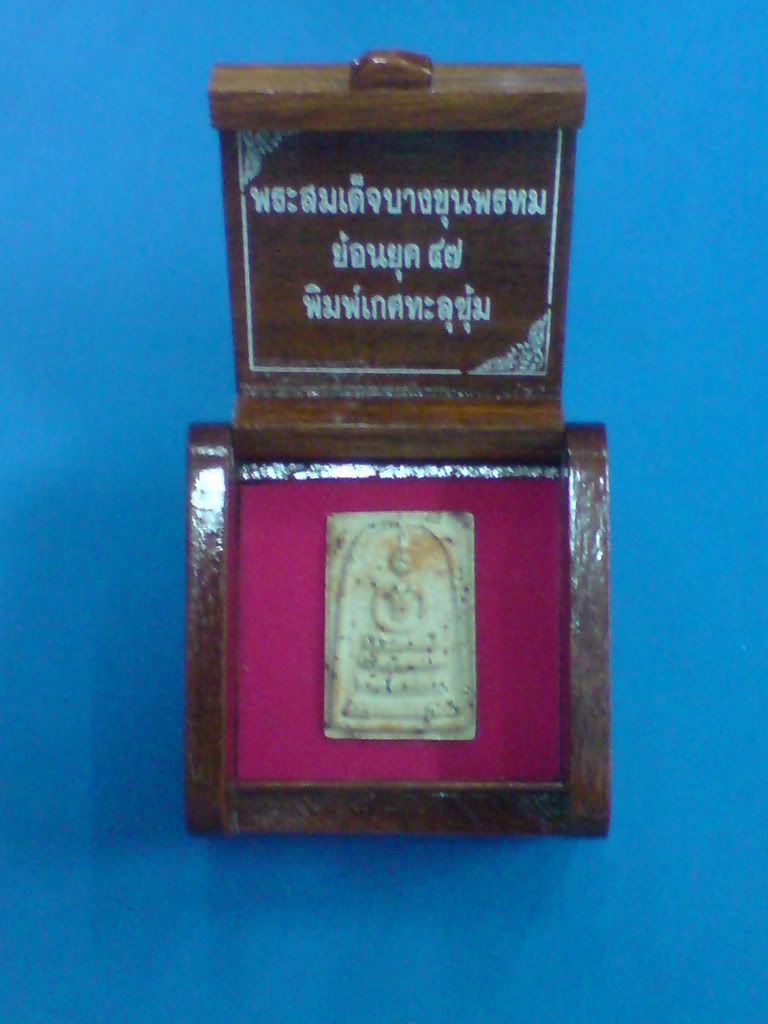 พระสมเด็จบางขุนพรหม
ย้อนยุค ๔๗
พิมพ์เกศทะลุซุ้ม